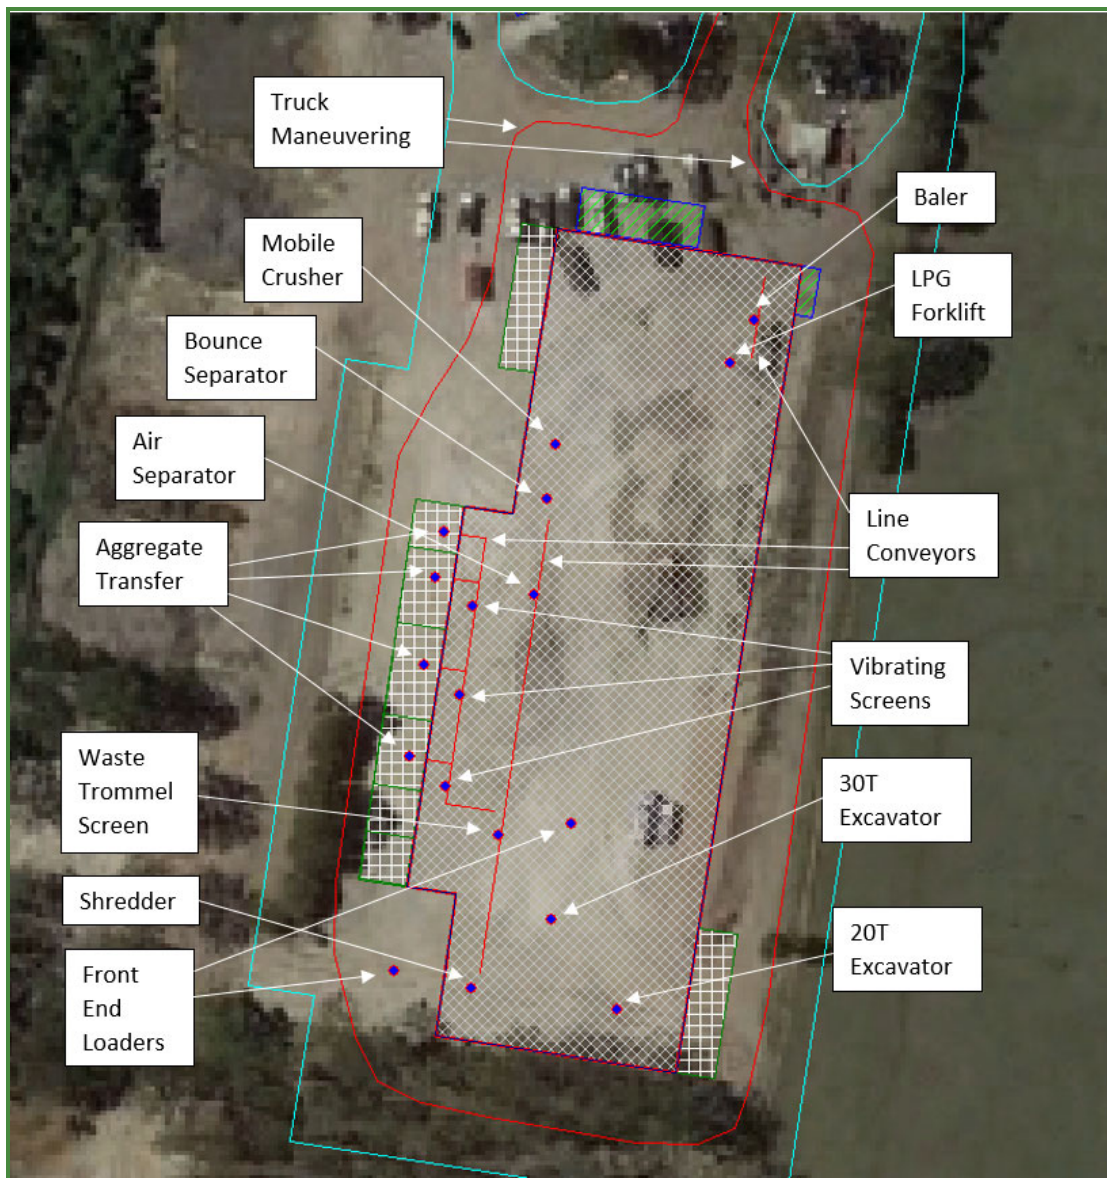 Truck
Maneuvering
Baler
Mobile
Crusher
LPG
Forklift
Bounce
Separator
Air
Separator
Line
Conveyors
Aggregate
Transfer
Vibrating
Screens
Waste
Trommel
Screen
30T
Excavator
Shredder
20T
Excavator
Front
End
Loaders